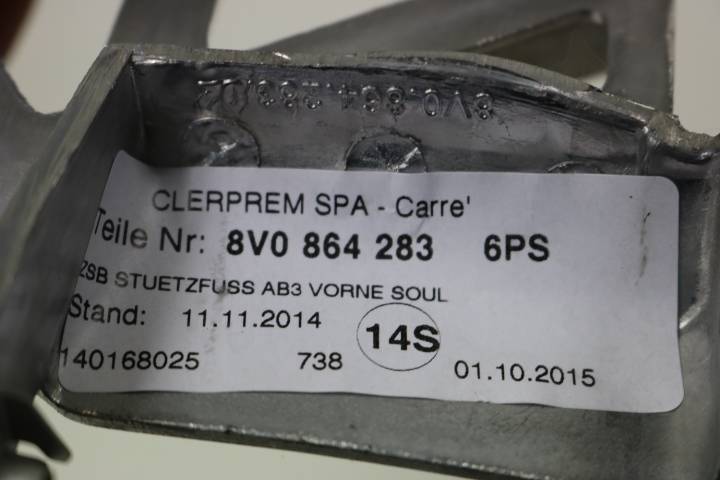 8V0.864.283.02
CLERPREM SPA - Carre'
Teile Nr: 8V0 864 283 6PS
ZSB STUETZFUSS AB3 VORNE SOUL
Stand: 11.11.2014 14S
140168025 738 01.10.2015